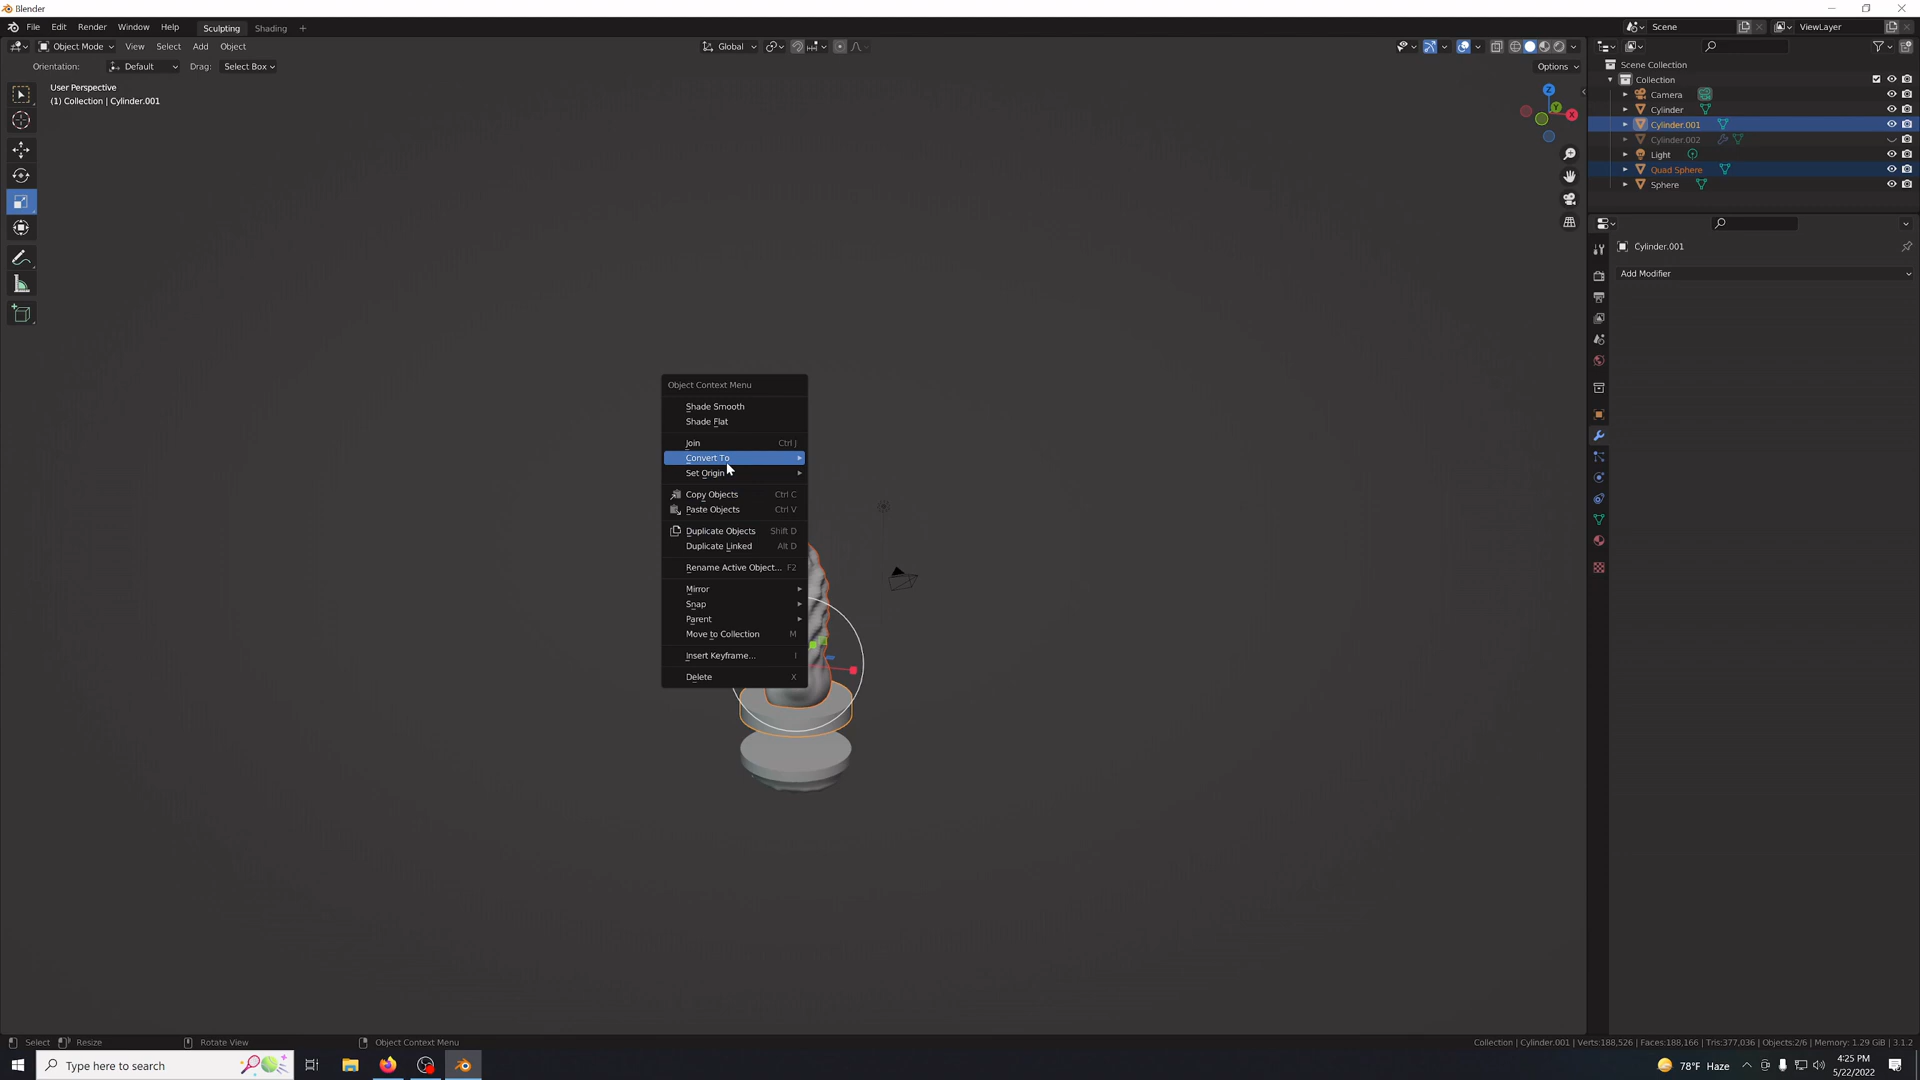 Blender
File Edit Render Window Help Sculpting Shading +
Scene ViewLayer
Object Mode View Select Add Object Global
Orientation: Default Drag: Select Box Options
User Perspective
(1) Collection | Cylinder.001
Z
Y
X
Scene Collection
Collection
Camera
Cylinder
Cylinder.001
Cylinder.002
Light
Quad Sphere
Sphere
Cylinder.001
Add Modifier
Object Context Menu
Shade Smooth
Shade Flat
Join Ctrl J
Convert To
Set Origin
Copy Objects Ctrl C
Paste Objects Ctrl V
Duplicate Objects Shift D
Duplicate Linked Alt D
Rename Active Object... F2
Mirror
Snap
Parent
Move to Collection M
Insert Keyframe... I
Delete X
Select Resize Rotate View Object Context Menu
Collection | Cylinder.001 | Verts:188,526 | Faces:188,166 | Tris:377,036 | Objects:2/6 | Memory: 1.29 GiB | 3.1.2
Type here to search
78°F Haze
4:25 PM
5/22/2022